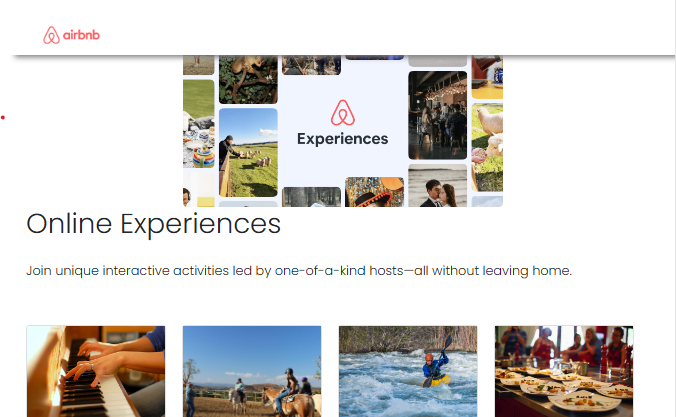 airbnb
Experiences
Online Experiences
Join unique interactive activities led by one-of-a-kind hosts—all without leaving home.